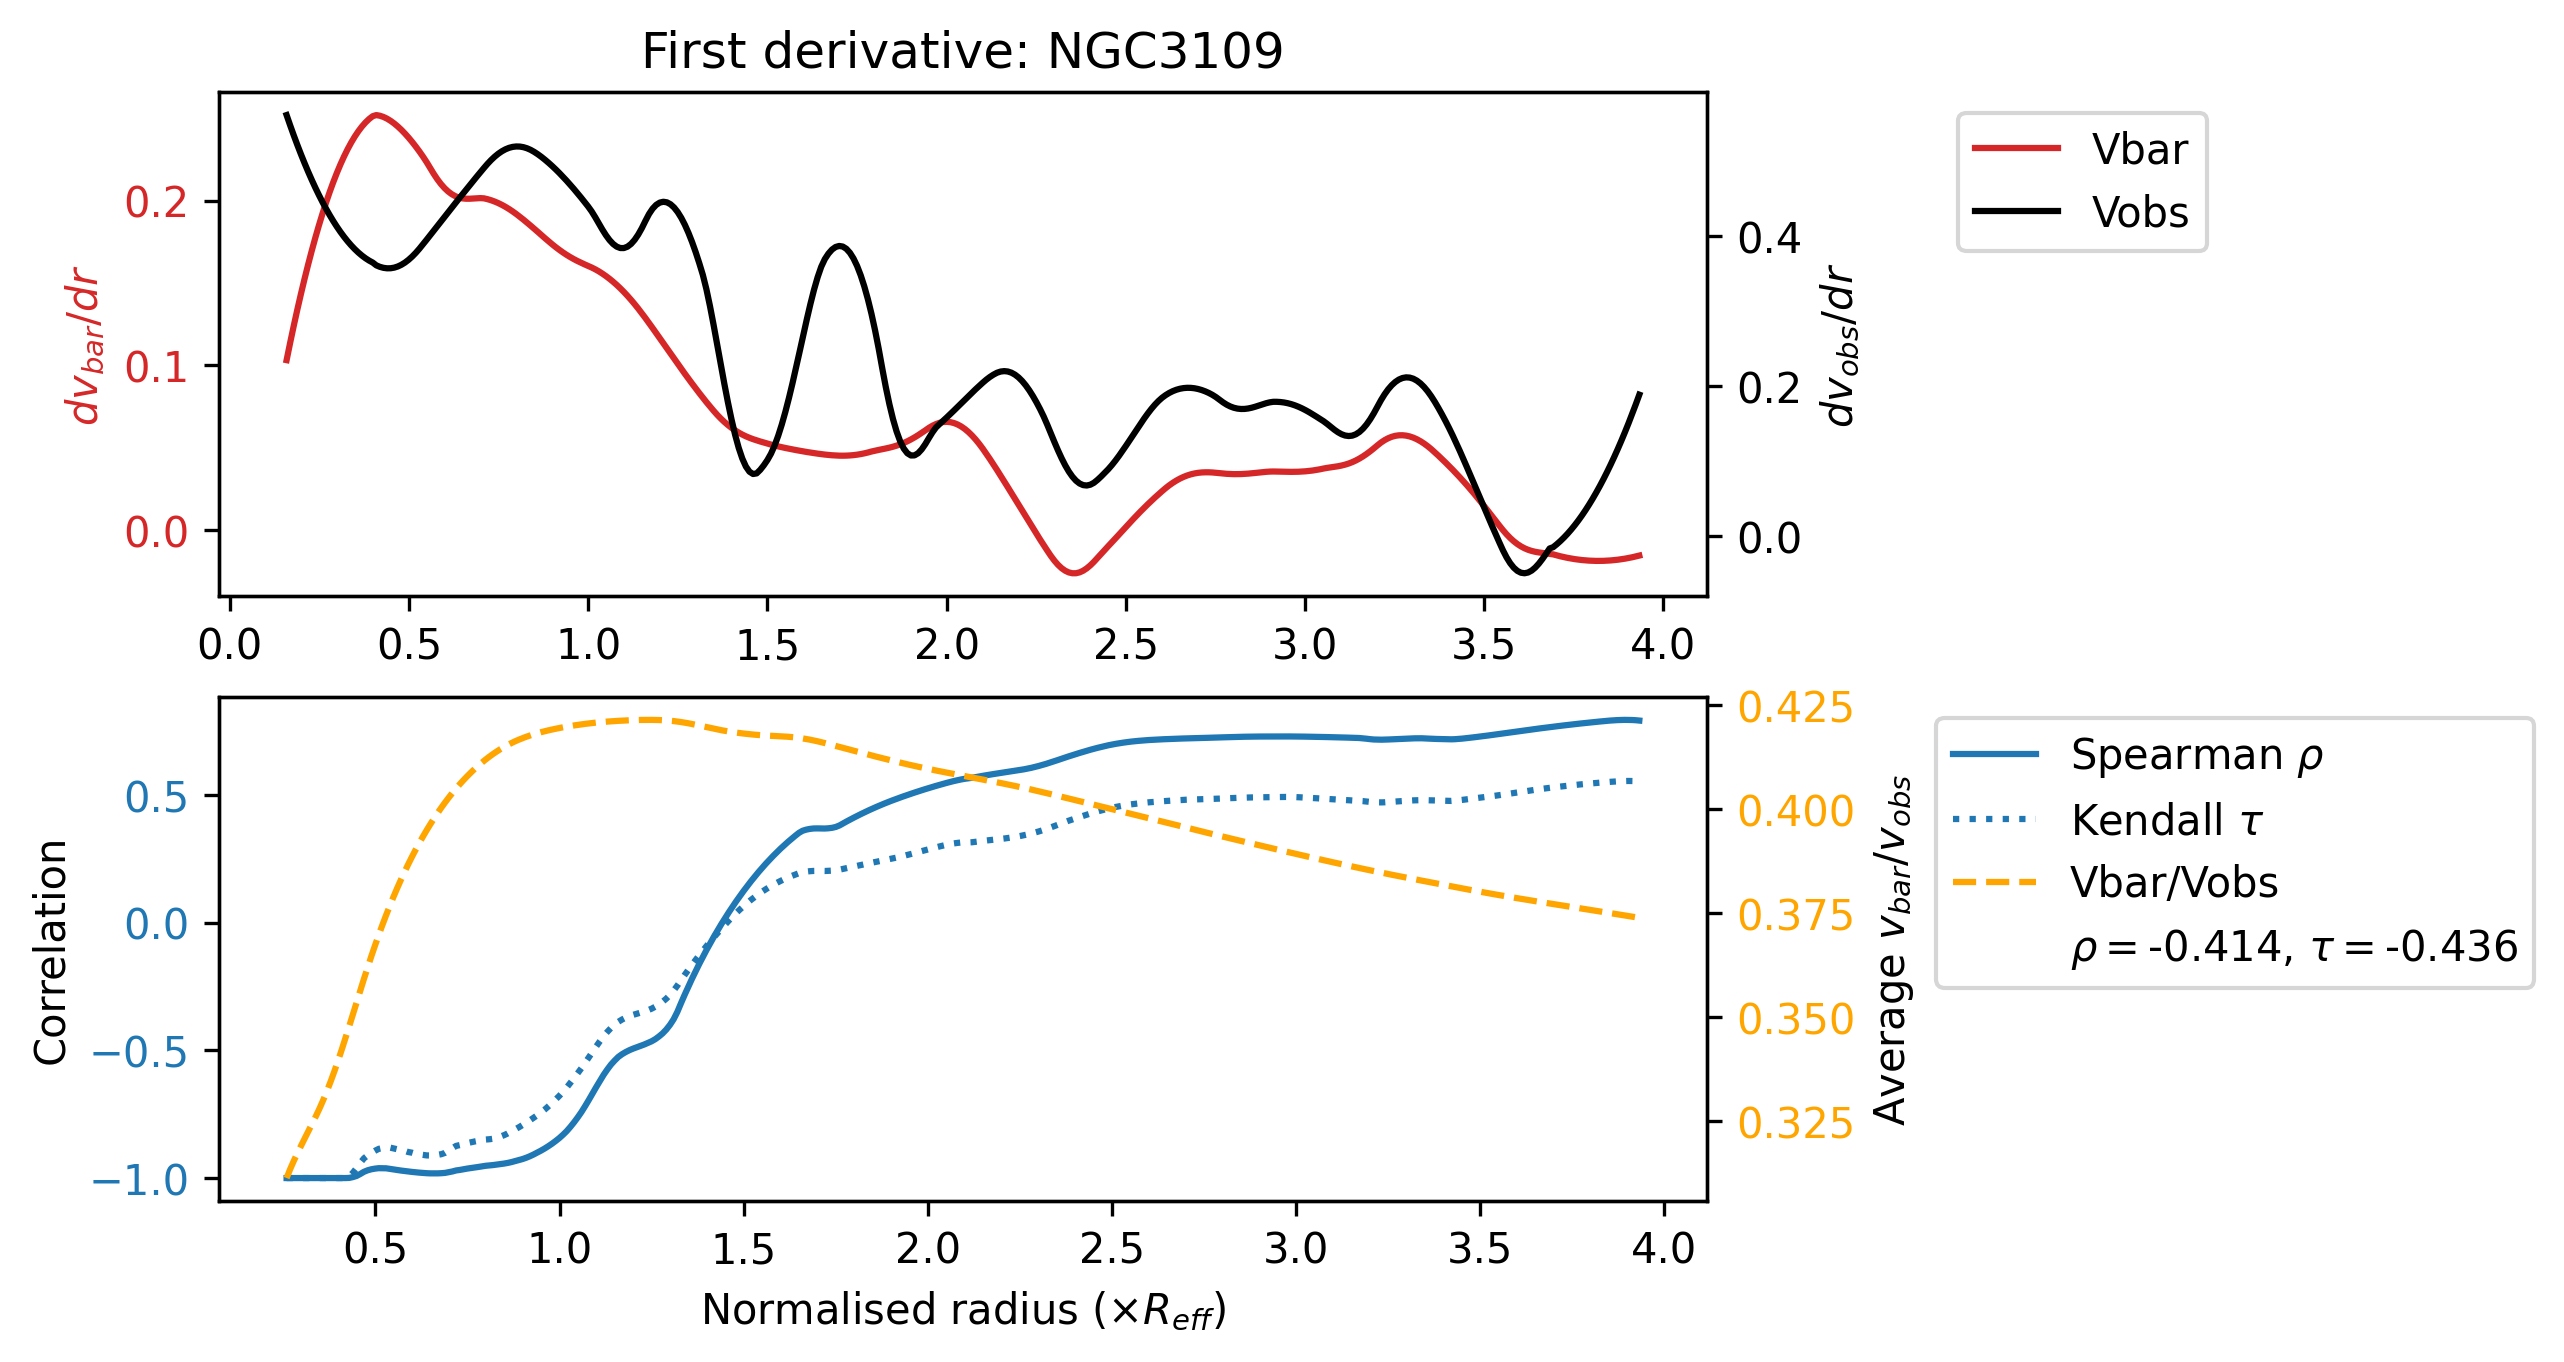 First derivative: NGC3109
0.2
0.1
0.0
dv_bar/dr
0.4
0.2
0.0
dv_obs/dr
0.0 0.5 1.0 1.5 2.0 2.5 3.0 3.5 4.0
Vbar
Vobs
0.5
0.0
−0.5
−1.0
Correlation
0.425
0.400
0.375
0.350
0.325
Average v_bar/v_obs
0.5 1.0 1.5 2.0 2.5 3.0 3.5 4.0
Normalised radius (×R_eff)
Spearman ρ
Kendall τ
Vbar/Vobs
ρ = -0.414, τ = -0.436